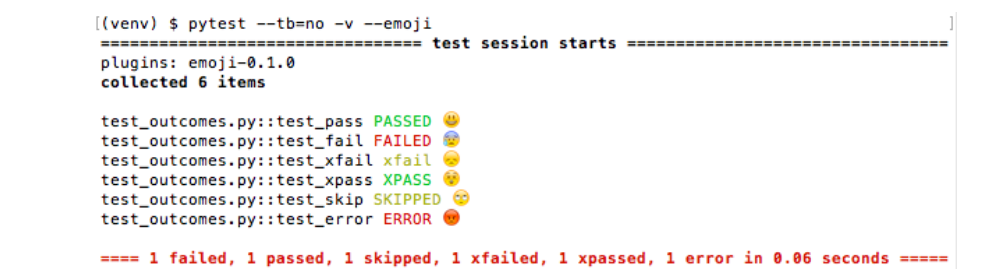 [(venv) $ pytest --tb=no -v --emoji ]
================================= test session starts =================================
plugins: emoji-0.1.0
collected 6 items
test_outcomes.py::test_pass PASSED 😃
test_outcomes.py::test_fail FAILED 😰
test_outcomes.py::test_xfail xfail 😞
test_outcomes.py::test_xpass XPASS 😲
test_outcomes.py::test_skip SKIPPED 🙄
test_outcomes.py::test_error ERROR 😡
==== 1 failed, 1 passed, 1 skipped, 1 xfailed, 1 xpassed, 1 error in 0.06 seconds =====